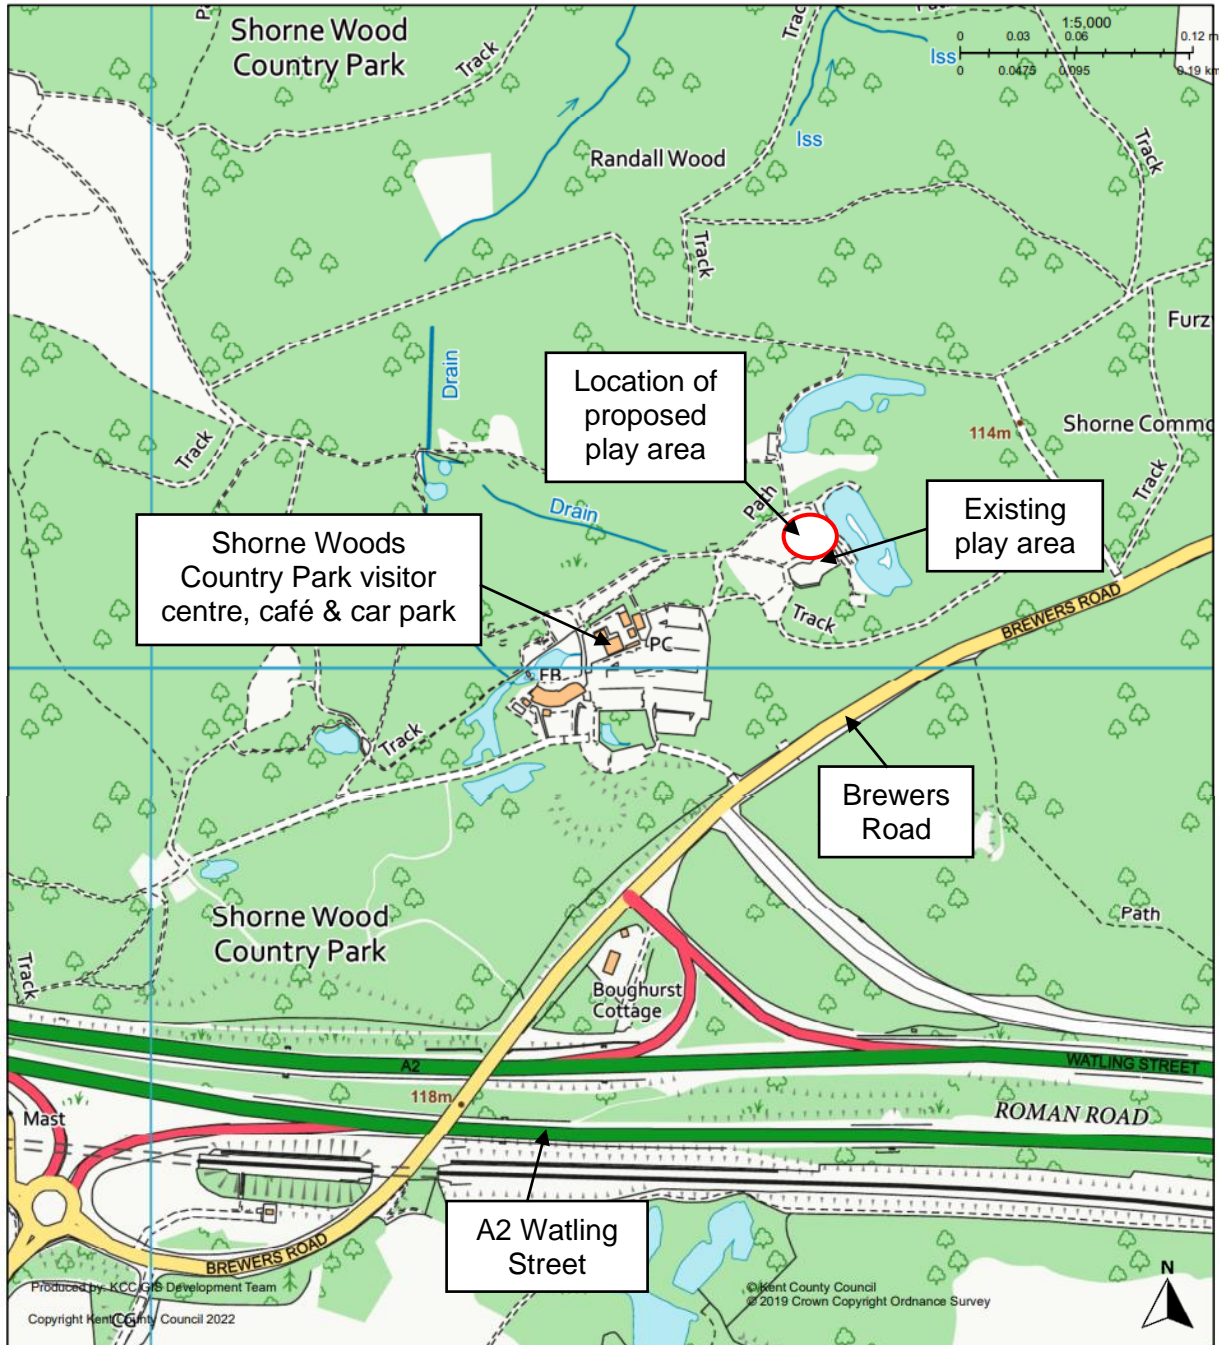 Shorne Wood
Country Park
Track
Track
1:5,000
0 0.03 0.06 0.12 m
0 0.0475 0.095 0.19 km
Iss
Iss
Randall Wood
Track
Track
Furz
Drain
Location of
proposed
play area
114m
Shorne Commo
Track
Track
Path
Drain
Existing
play area
Shorne Woods
Country Park visitor
centre, café & car park
Track
BREWERS ROAD
PC
FB
Track
Brewers
Road
Shorne Wood
Country Park
Path
Track
Boughurst
Cottage
A2
WATLING STREET
118m
ROMAN ROAD
Mast
A2 Watling
Street
BREWERS ROAD
N
Produced by: KCC GIS Development Team
© Kent County Council
© 2019 Crown Copyright Ordnance Survey
Copyright Kent County Council 2022
CG